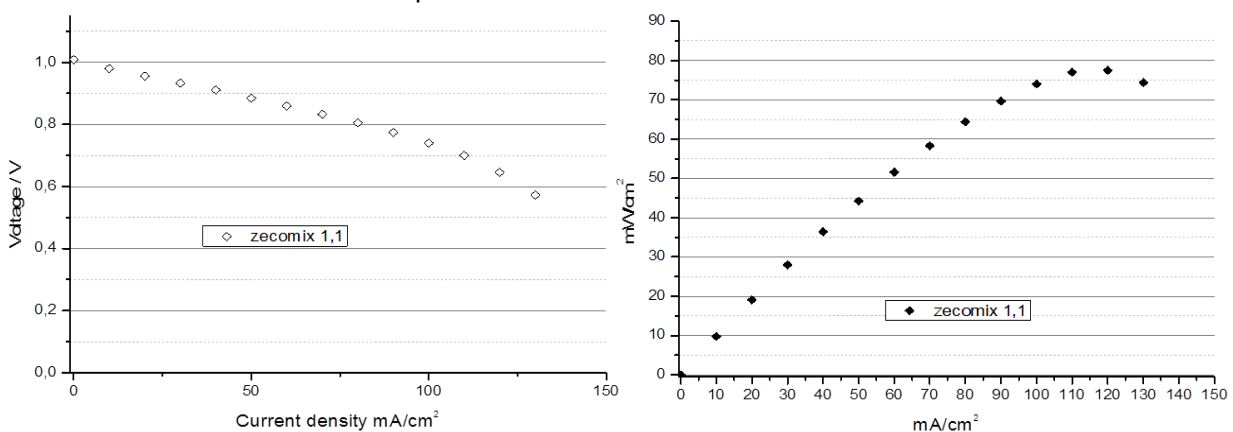 1,0
0,8
0,6
0,4
0,2
0,0
Voltage / V
zecomix 1,1
0 50 100 150
Current density mA/cm²
90
80
70
60
50
40
30
20
10
0
mW/cm²
zecomix 1,1
0 10 20 30 40 50 60 70 80 90 100 110 120 130 140 150
mA/cm²